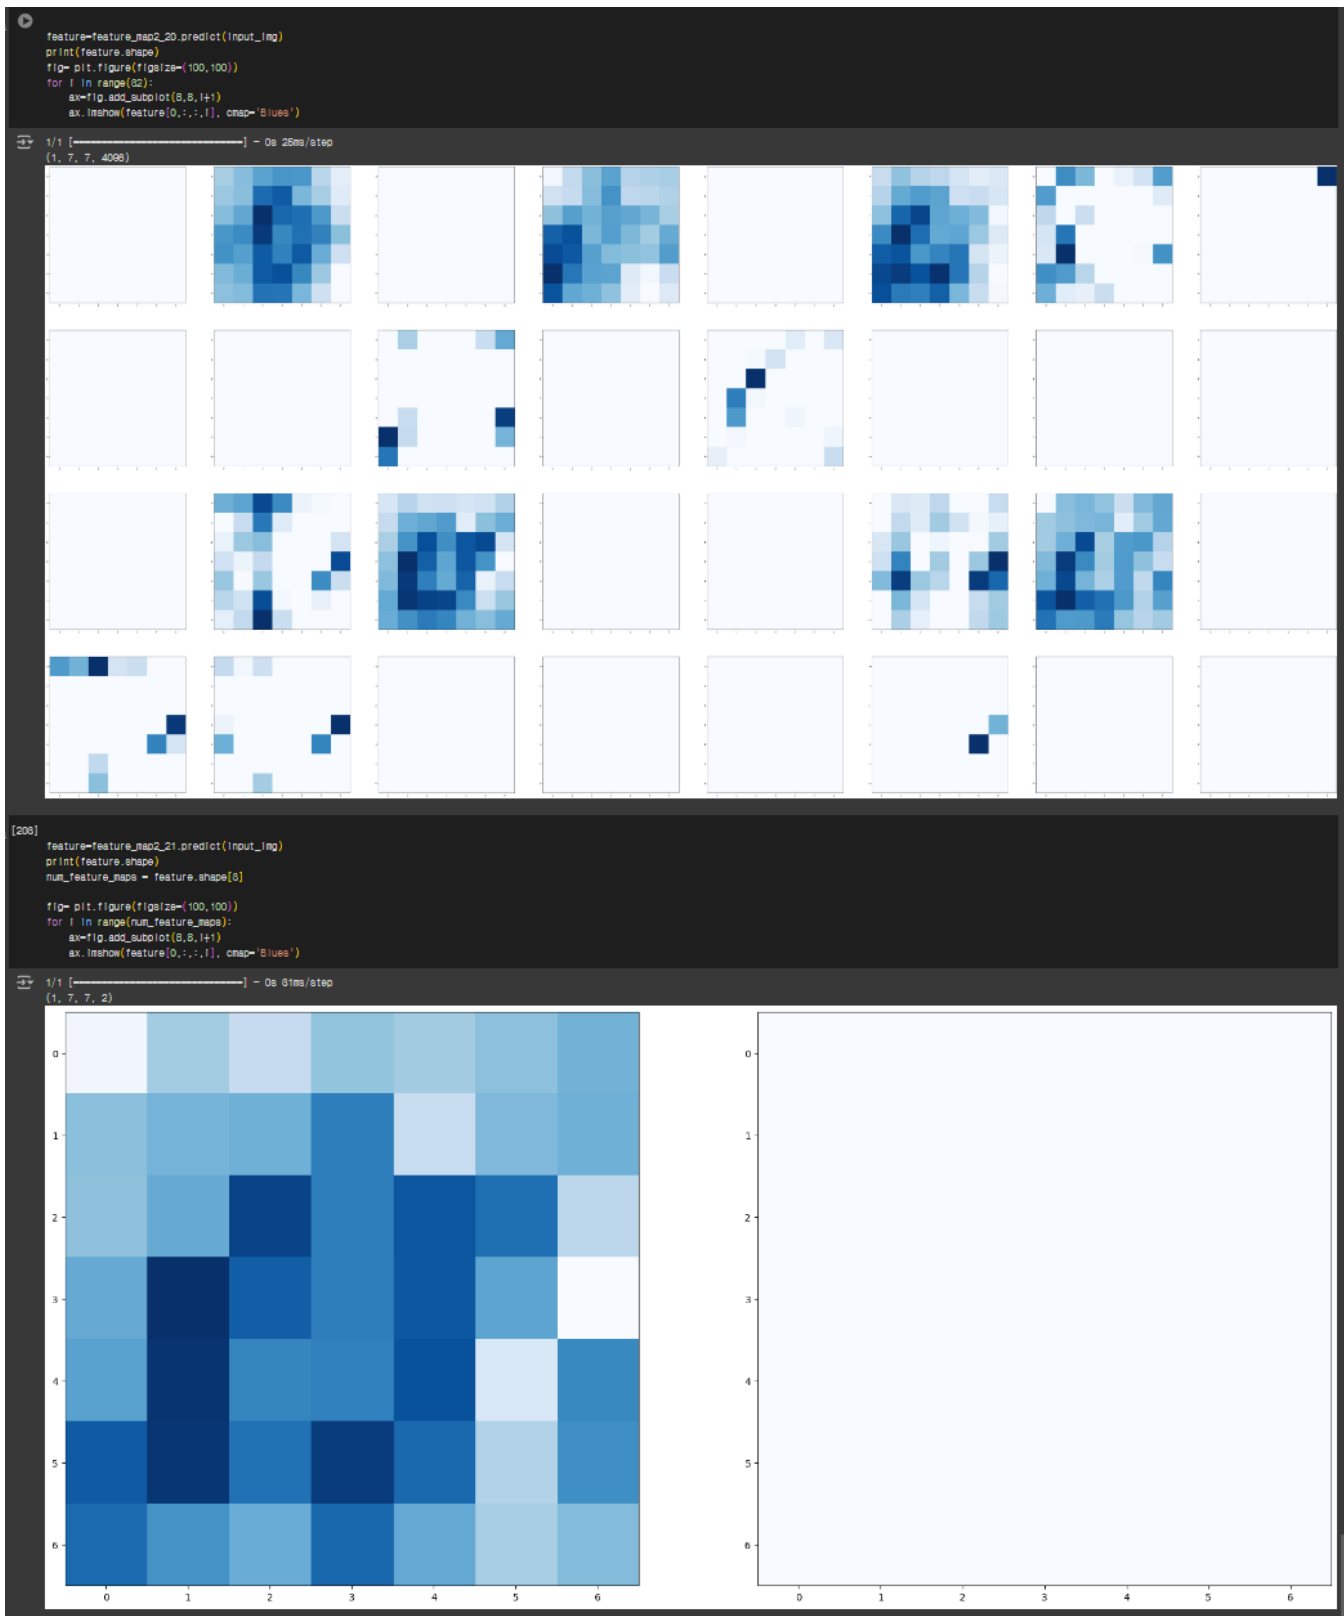 feature=feature_map2_20.predict(input_img)
print(feature.shape)
fig= plt.figure(figsize=(100,100))
for i in range(32):
ax=fig.add_subplot(8,8,i+1)
ax.imshow(feature[0,:,:,i], cmap='Blues')
1/1 [==============================] - 0s 25ms/step
(1, 7, 7, 4096)
[206]
feature=feature_map2_21.predict(input_img)
print(feature.shape)
num_feature_maps = feature.shape[3]
fig= plt.figure(figsize=(100,100))
for i in range(num_feature_maps):
ax=fig.add_subplot(8,8,i+1)
ax.imshow(feature[0,:,:,i], cmap='Blues')
1/1 [==============================] - 0s 31ms/step
(1, 7, 7, 2)
0 0
1 1
2 2
3 3
4 4
5 5
6 6
0 1 2 3 4 5 6 0 1 2 3 4 5 6